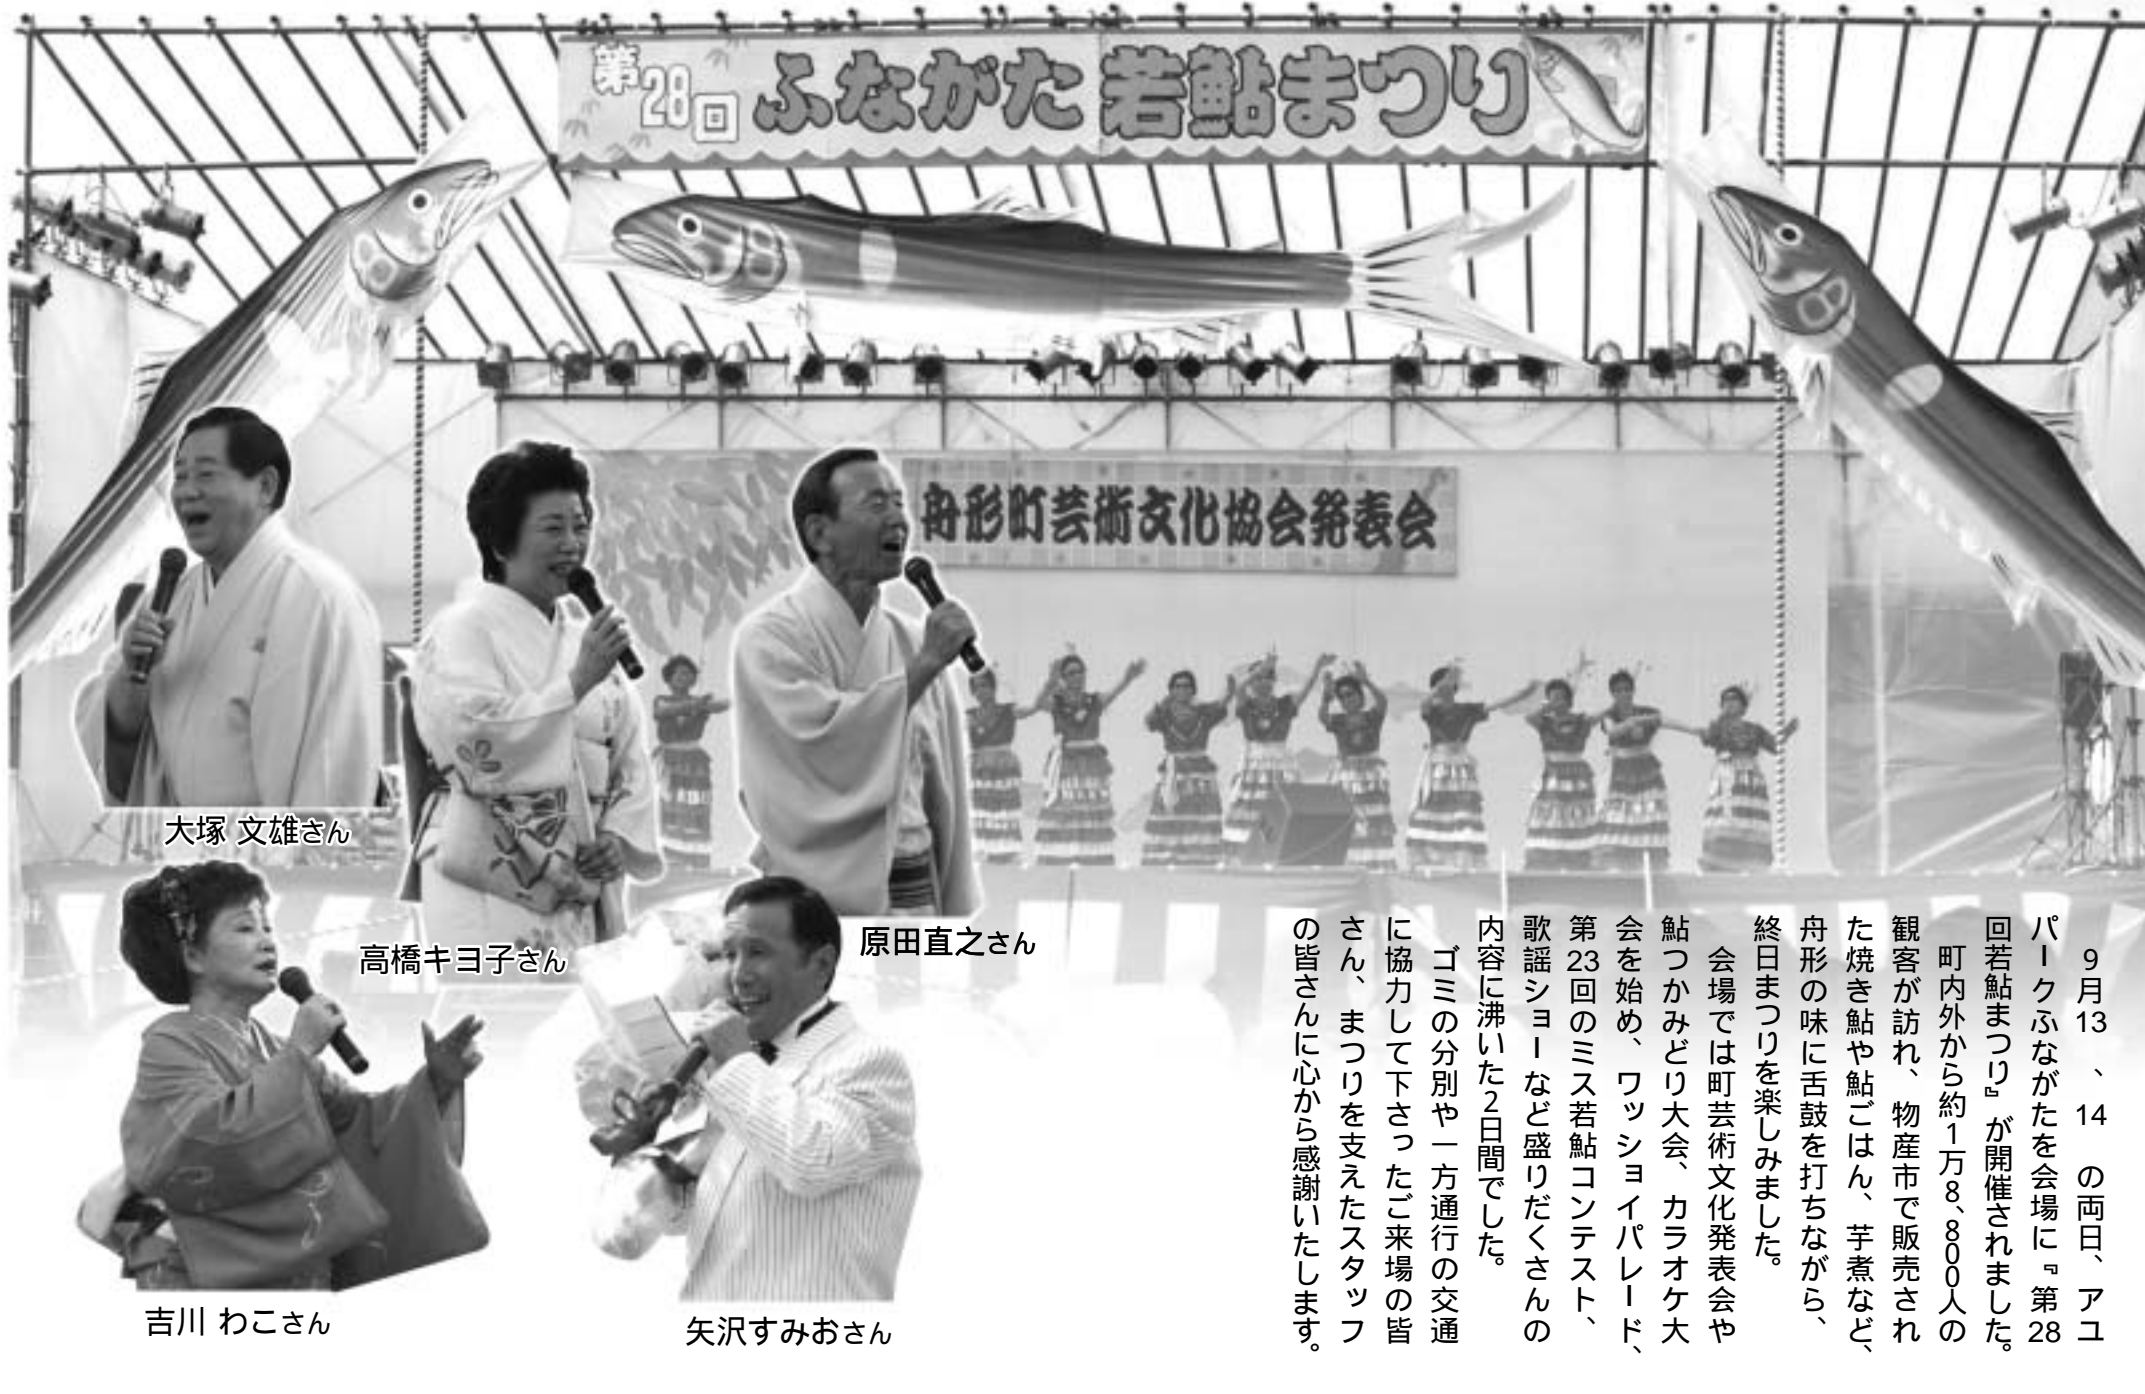 第28回 ふながた 若鮎まつり
舟形町芸術文化協会発表会
大塚 文雄さん
高橋キヨ子さん
原田直之さん
吉川 わこさん
矢沢すみおさん
9月13、14の両日、アユ
パークふながたを会場に『第28
回若鮎まつり』が開催されました。
町内外から約1万8、800人の
観客が訪れ、物産市で販売され
た焼き鮎や鮎ごはん、芋煮など、
舟形の味に舌鼓を打ちながら、
終日まつりを楽しみました。
会場では町芸術文化発表会や
鮎つかみどり大会、カラオケ大
会を始め、ワッショイパレード、
第23回のミス若鮎コンテスト、
歌謡ショーなど盛りだくさんの
内容に沸いた2日間でした。
ゴミの分別や一方通行の交通
に協力して下さったご来場の皆
さん、まつりを支えたスタッフ
の皆さんに心から感謝いたします。